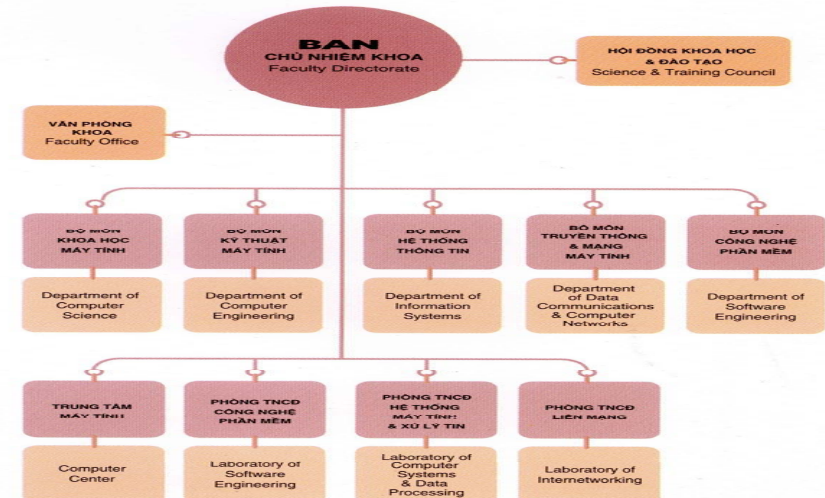 BAN
CHỦ NHIỆM KHOA
Faculty Directorate
HỘI ĐỒNG KHOA HỌC
& ĐÀO TẠO
Science & Training Council
VĂN PHÒNG
KHOA
Faculty Office
BỘ MÔN
KHOA HỌC
MÁY TÍNH
Department of
Computer
Science
BỘ MÔN
KỸ THUẬT
MÁY TÍNH
Department of
Computer
Engineering
BỘ MÔN
HỆ THỐNG
THÔNG TIN
Department of
Information
Systems
BỘ MÔN
TRUYỀN THÔNG
& MẠNG
MÁY TÍNH
Department
of Data
Communications
& Computer
Networks
BỘ MÔN
CÔNG NGHỆ
PHẦN MỀM
Department of
Software
Engineering
TRUNG TÂM
MÁY TÍNH
Computer
Center
PHÒNG TNCĐ
CÔNG NGHỆ
PHẦN MỀM
Laboratory of
Software
Engineering
PHÒNG TNCĐ
HỆ THỐNG
MÁY TÍNH
& XỬ LÝ TIN
Laboratory of
Computer
Systems
& Data
Processing
PHÒNG TNCĐ
LIÊN MẠNG
Laboratory of
Internetworking